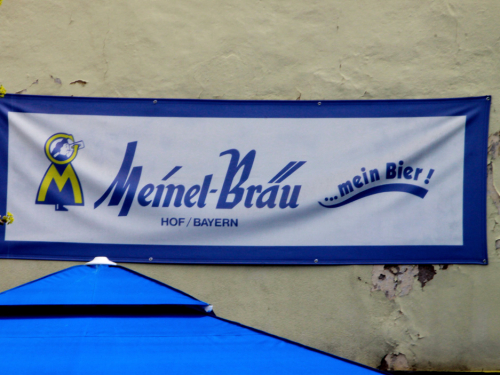 M
Meinel-Bräu
HOF / BAYERN
...mein Bier!